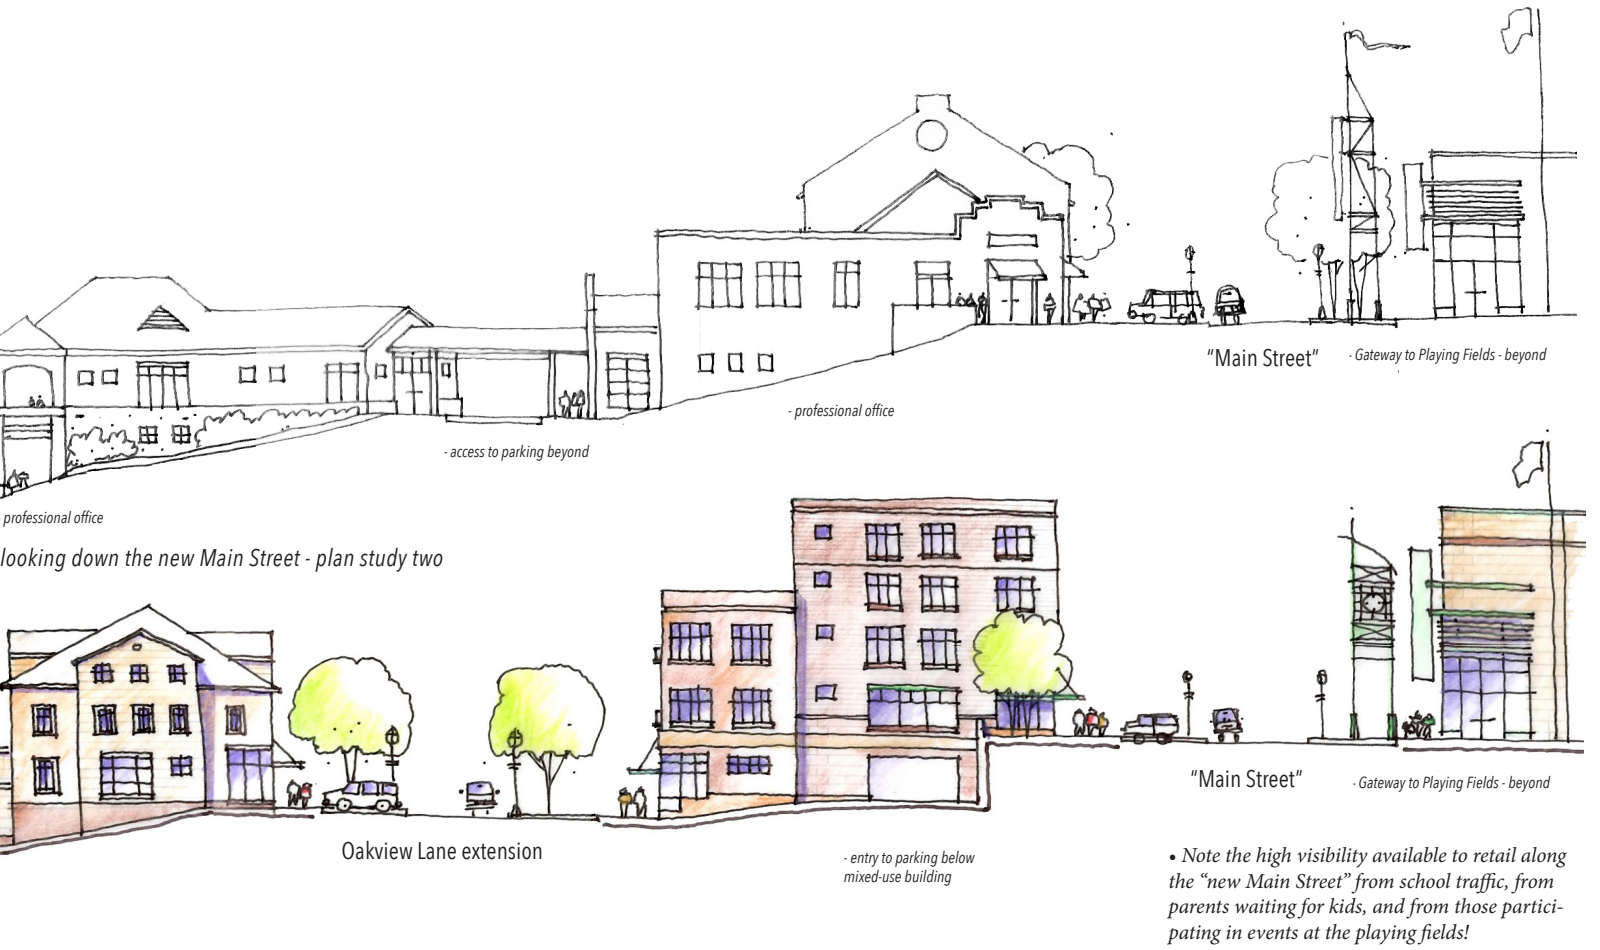 “Main Street”
- Gateway to Playing Fields - beyond
- professional office
- access to parking beyond
professional office
looking down the new Main Street - plan study two
“Main Street”
- Gateway to Playing Fields - beyond
Oakview Lane extension
- entry to parking below
mixed-use building
• Note the high visibility available to retail along
the “new Main Street” from school traffic, from
parents waiting for kids, and from those partici-
pating in events at the playing fields!